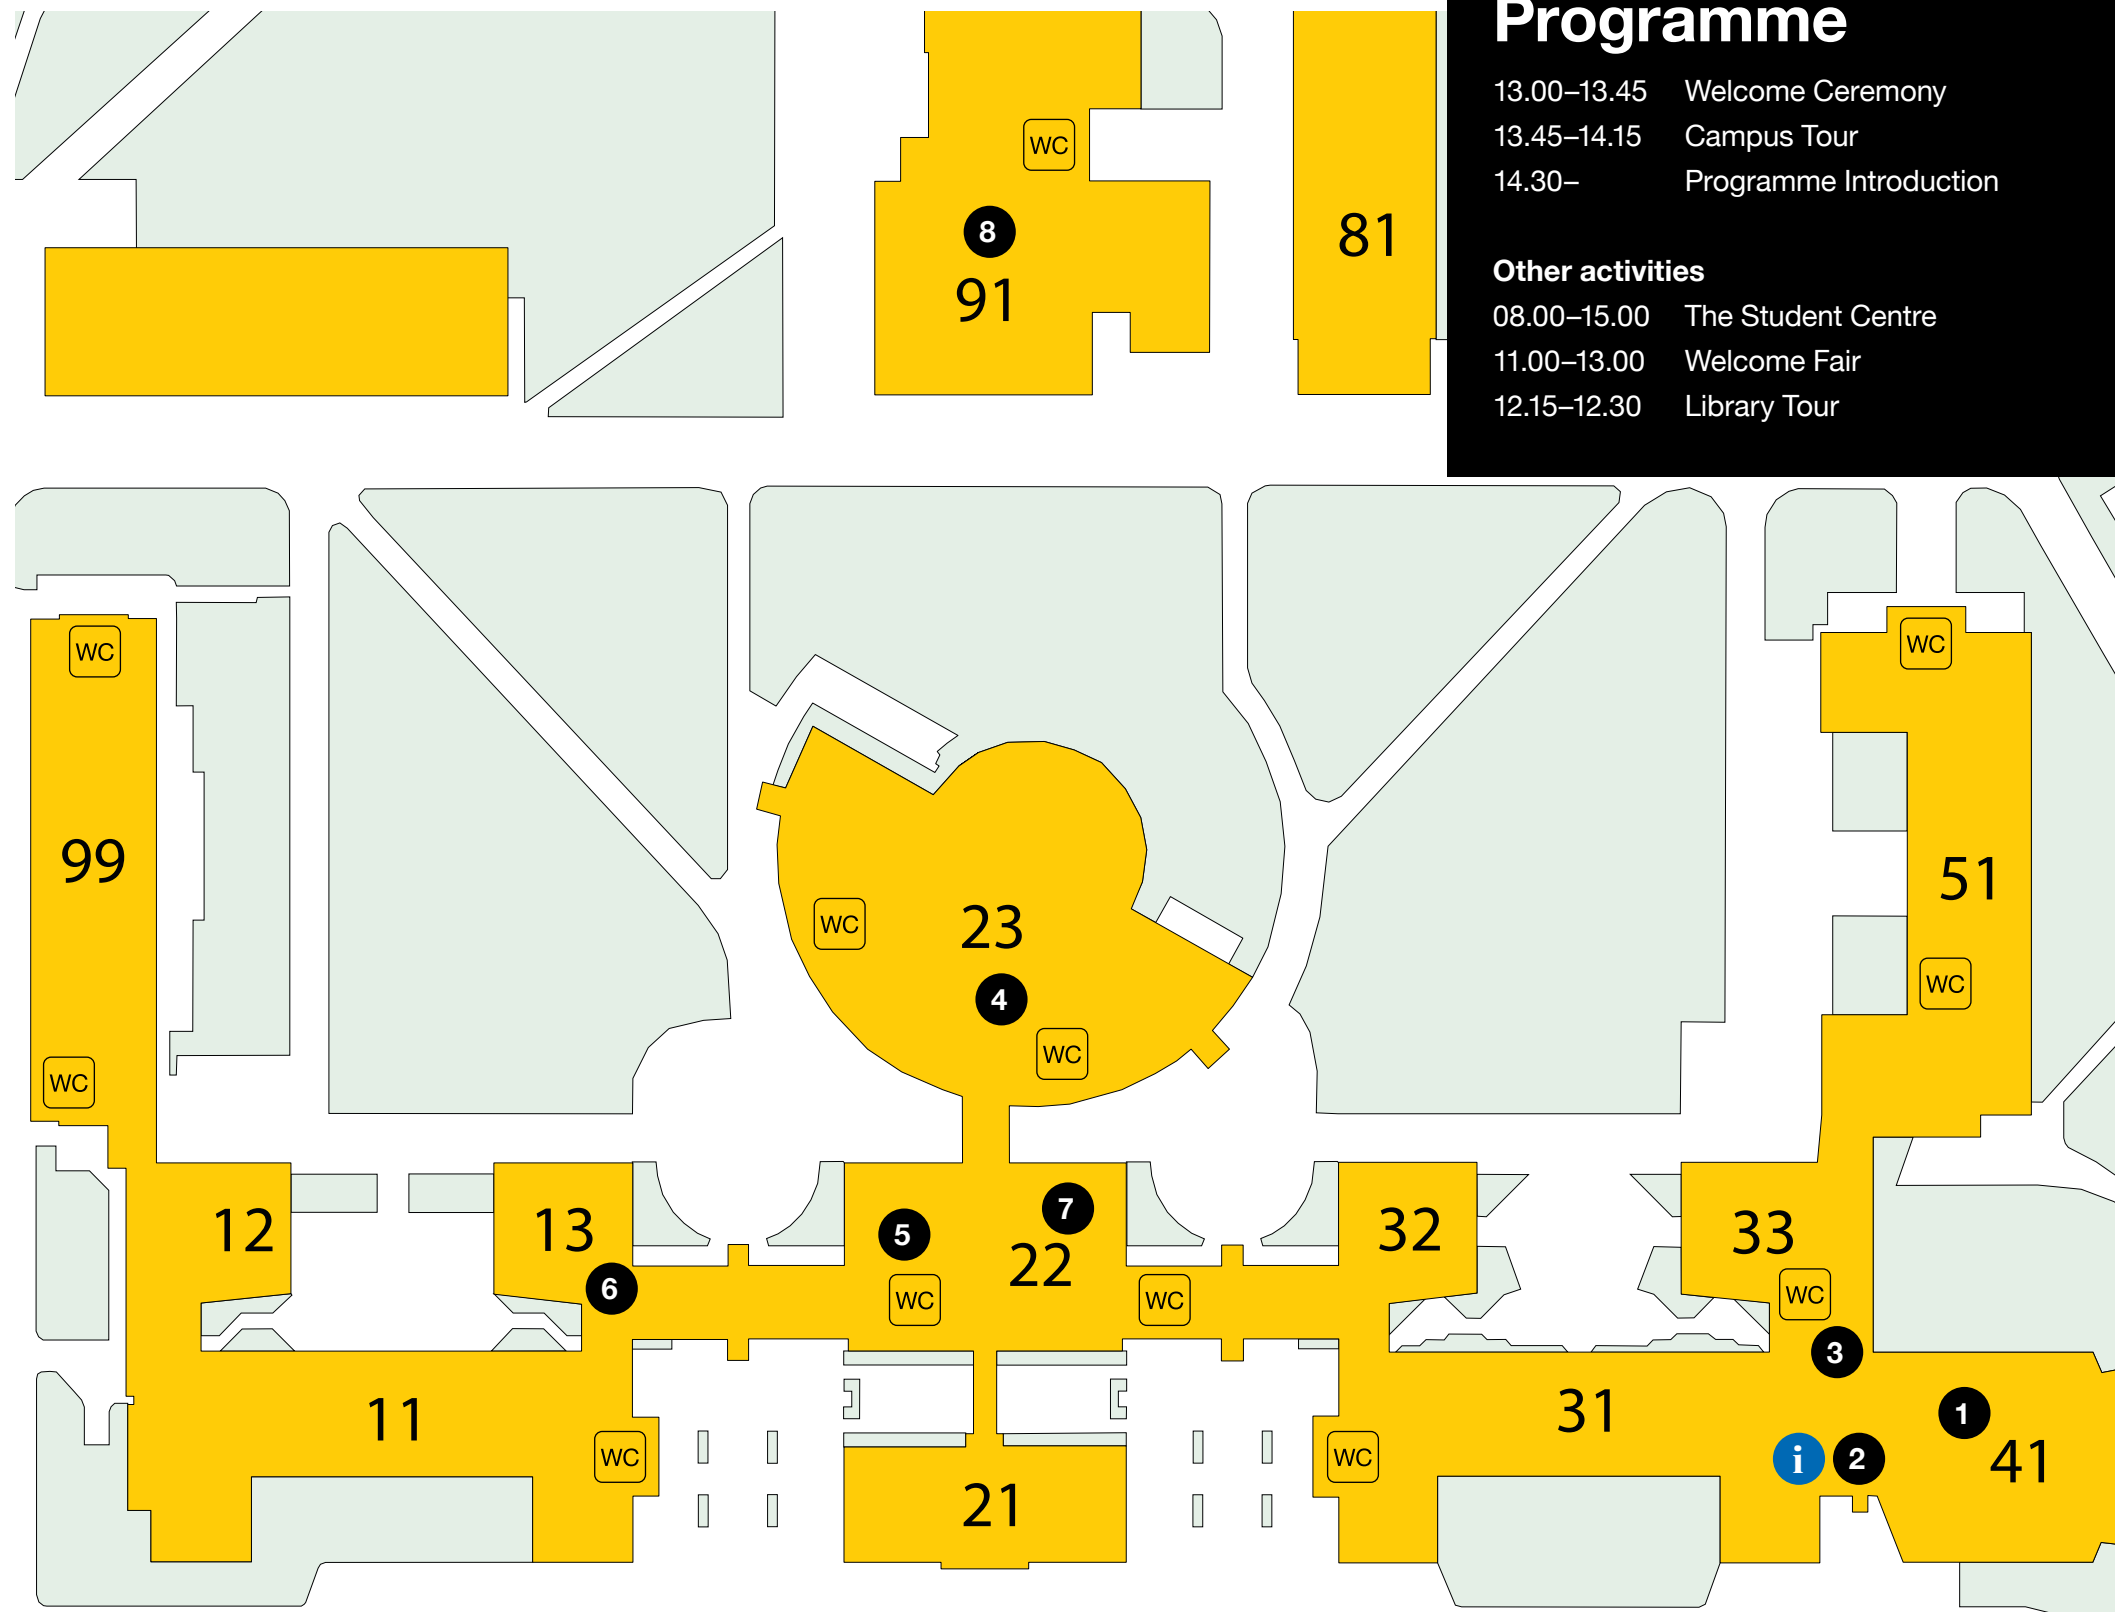 Programme
13.00–13.45 Welcome Ceremony
13.45–14.15 Campus Tour
14.30– Programme Introduction
Other activities
08.00–15.00 The Student Centre
11.00–13.00 Welcome Fair
12.15–12.30 Library Tour
WC
8
91
81
WC
WC
99
51
23
WC
WC
4
WC
WC
12
13
5
7
22
32
33
6
WC
WC
WC
3
11
31
1
WC
WC
i
2
41
21